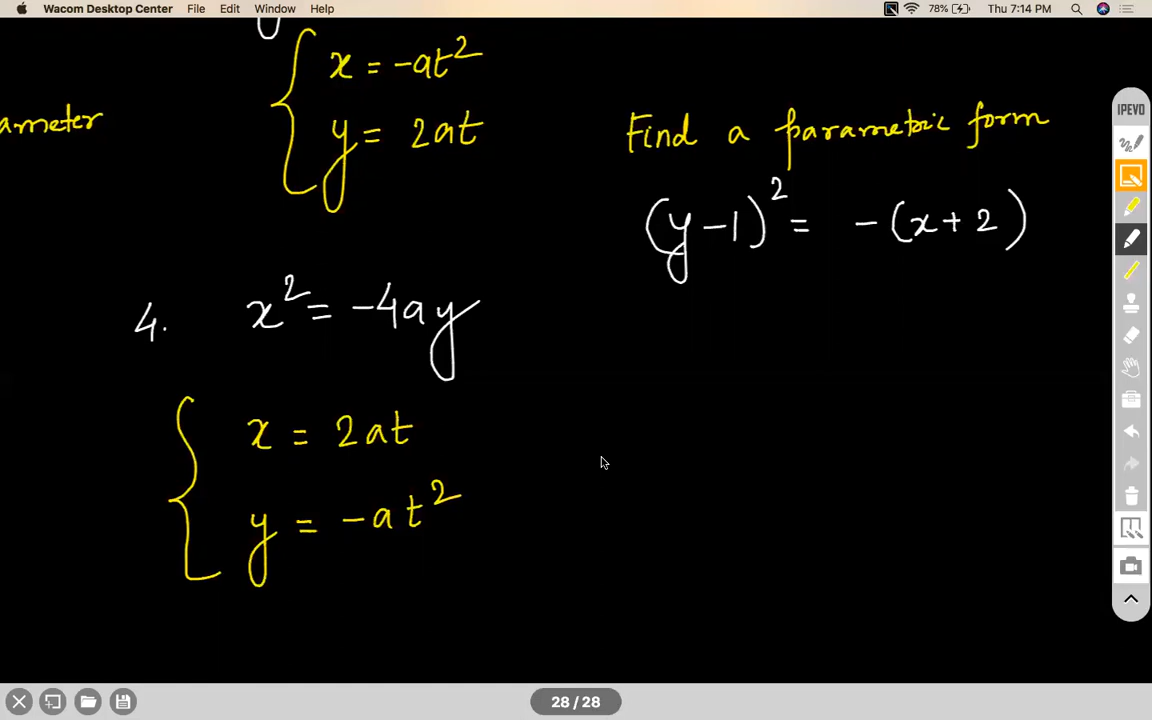 Wacom Desktop Center File Edit Window Help 78% Thu 7:14 PM
x = -at²
y = 2at
ameter
4. x² = -4ay
x = 2at
y = -at²
Find a parametric form
(y-1)² = -(x+2)
IPEVO
28 / 28